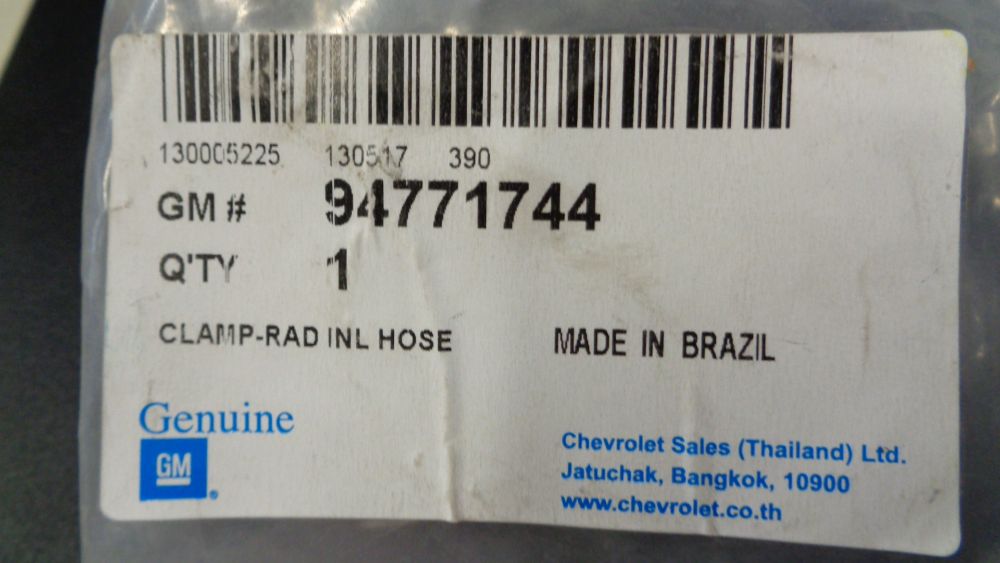 130005225 130517 390
GM # 94771744
Q'TY 1
CLAMP-RAD INL HOSE MADE IN BRAZIL
Genuine
GM
Chevrolet Sales (Thailand) Ltd.
Jatuchak, Bangkok, 10900
www.chevrolet.co.th